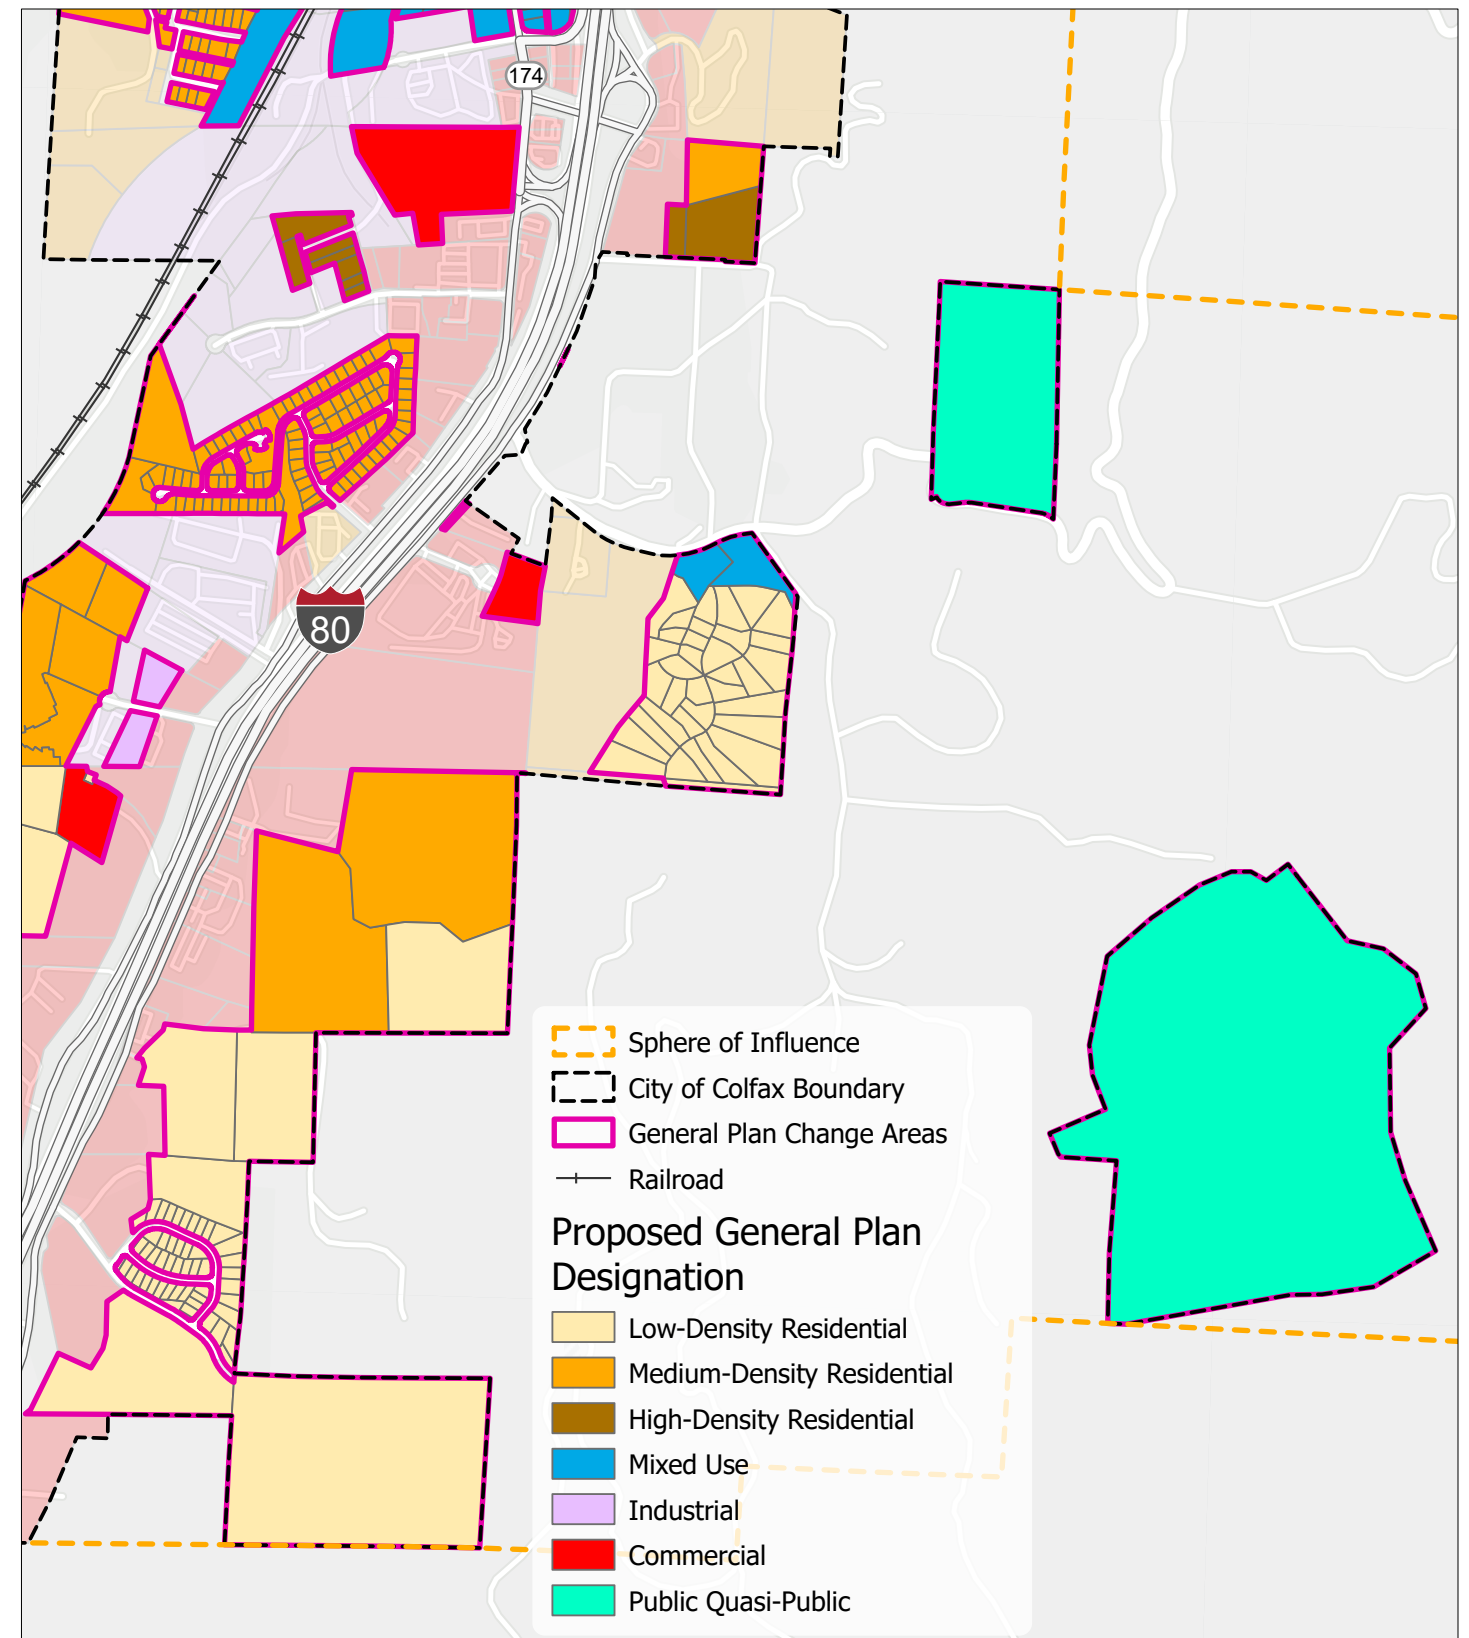 174
80
Sphere of Influence
City of Colfax Boundary
General Plan Change Areas
Railroad
Proposed General Plan
Designation
Low-Density Residential
Medium-Density Residential
High-Density Residential
Mixed Use
Industrial
Commercial
Public Quasi-Public